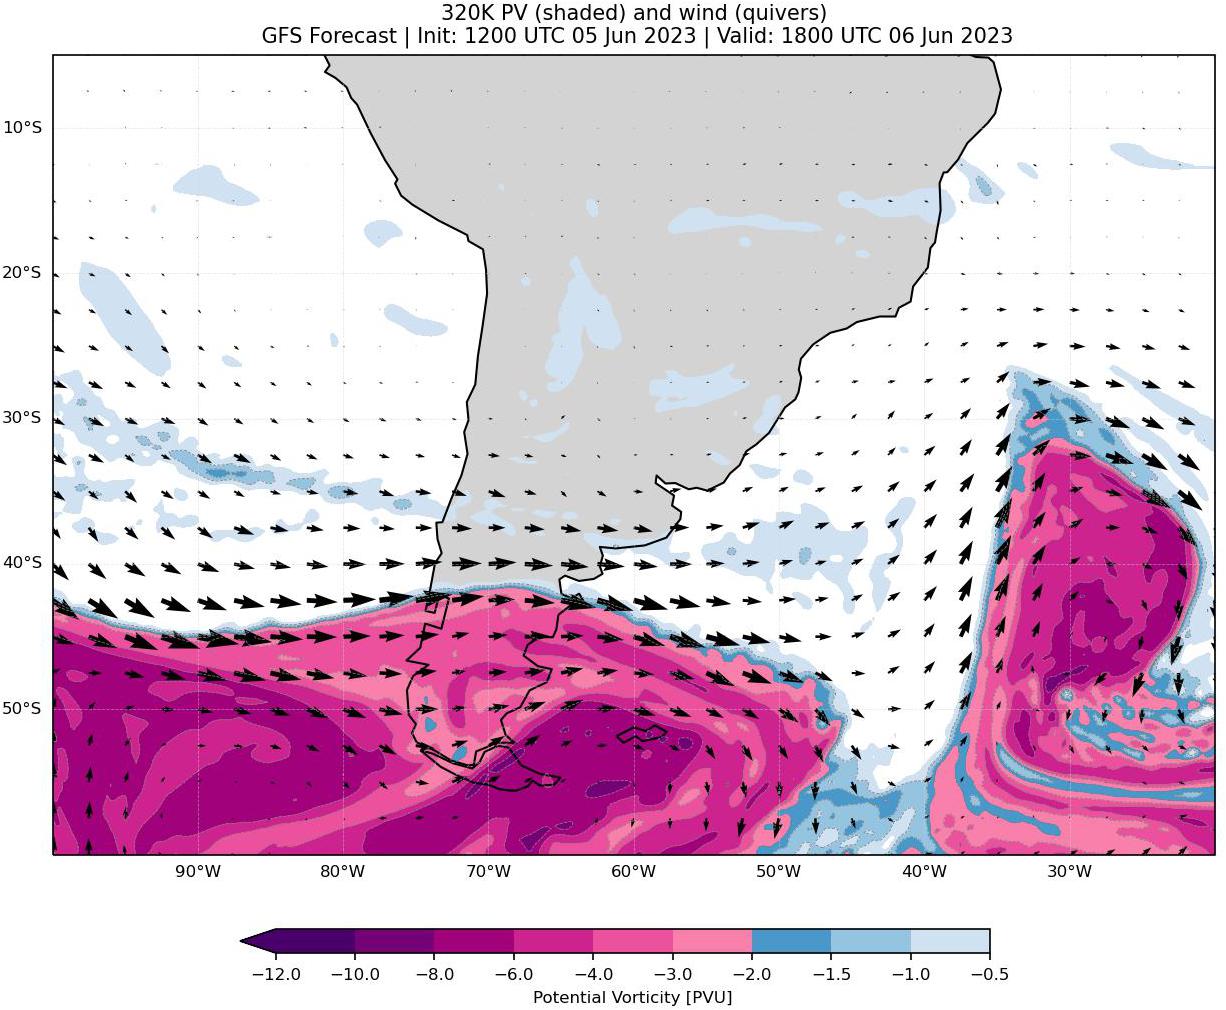 320K PV (shaded) and wind (quivers)
GFS Forecast | Init: 1200 UTC 05 Jun 2023 | Valid: 1800 UTC 06 Jun 2023
10°S
20°S
30°S
40°S
50°S
90°W 80°W 70°W 60°W 50°W 40°W 30°W
−12.0 −10.0 −8.0 −6.0 −4.0 −3.0 −2.0 −1.5 −1.0 −0.5
Potential Vorticity [PVU]